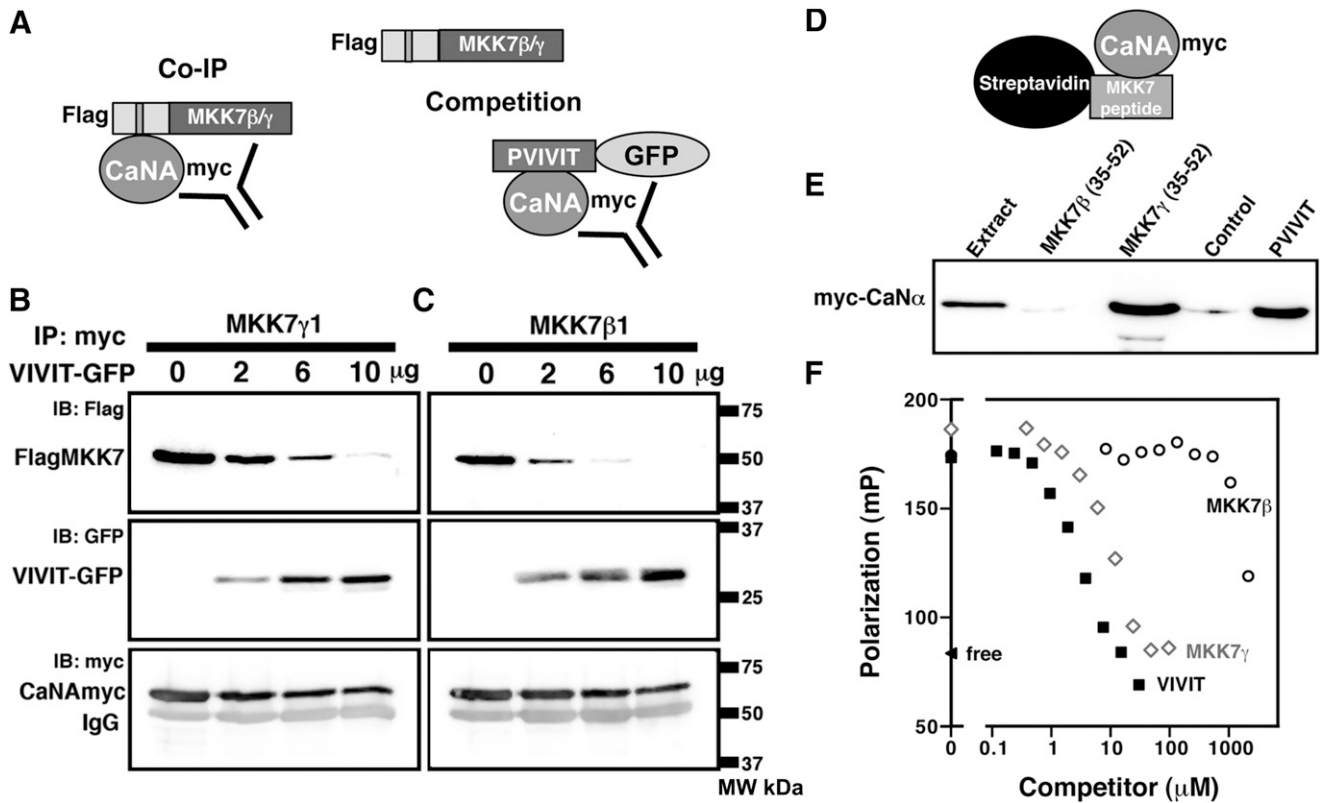 A
Co-IP
Flag MKK7β/γ
CaNA myc
Flag MKK7β/γ
Competition
PVIVIT GFP
CaNA myc
B
IP: myc
MKK7γ1
VIVIT-GFP 0 2 6 10 μg
IB: Flag
FlagMKK7
IB: GFP
VIVIT-GFP
IB: myc
CaNAmyc
IgG
C
MKK7β1
0 2 6 10 μg
75
50
37
37
25
75
50
37
MW kDa
D
Streptavidin
CaNA myc
MKK7
peptide
E
Extract
MKK7β (35-52)
MKK7γ (35-52)
Control
PVIVIT
myc-CaNα
F
Polarization (mP)
200
150
100
50
free
MKK7β
MKK7γ
VIVIT
0 0.1 1 10 100 1000
Competitor (μM)